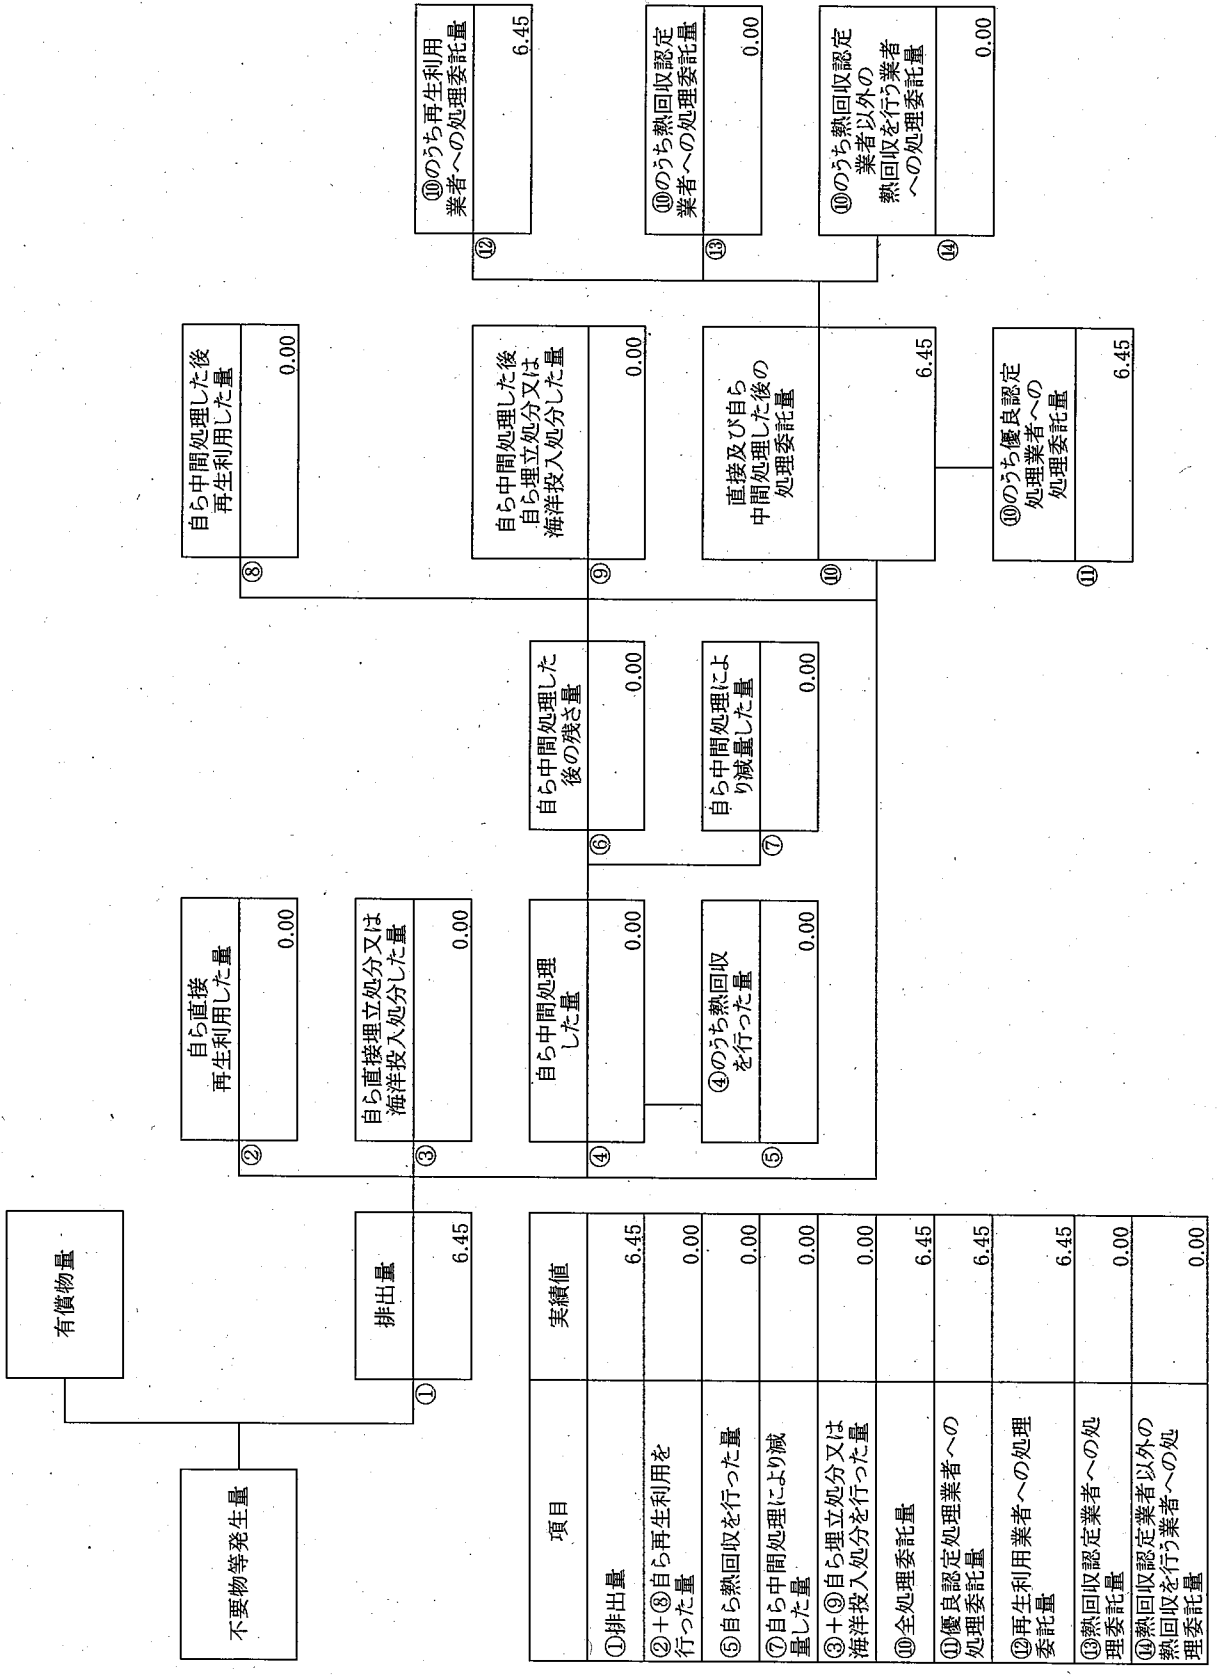 不要物等発生量
有償物量
①
排出量
6.45
②
自ら直接
再生利用した量
0.00
③
自ら直接埋立処分又は
海洋投入処分した量
0.00
④
自ら中間処理
した量
0.00
⑤
④のうち熱回収
を行った量
0.00
⑥
自ら中間処理した
後の残さ量
0.00
⑦
自ら中間処理によ
り減量した量
0.00
⑧
自ら中間処理した後
再生利用した量
0.00
⑨
自ら中間処理した後
自ら埋立処分又は
海洋投入処分した量
0.00
⑩
直接及び自ら
中間処理した後の
処理委託量
6.45
⑪
⑩のうち優良認定
処理業者への
処理委託量
6.45
⑫
⑩のうち再生利用
業者への処理委託量
6.45
⑬
⑩のうち熱回収認定
業者への処理委託量
0.00
⑭
⑩のうち熱回収認定
業者以外の
熱回収を行う業者
への処理委託量
0.00
項目 実績値
①排出量 6.45
②+⑧自ら再生利用を
行った量 0.00
⑤自ら熱回収を行った量 0.00
⑦自ら中間処理により減
量した量 0.00
③+⑨自ら埋立処分又は
海洋投入処分を行った量 0.00
⑩全処理委託量 6.45
⑪優良認定処理業者への
処理委託量 6.45
⑫再生利用業者への処理
委託量 6.45
⑬熱回収認定業者への処
理委託量 0.00
⑭熱回収認定業者以外の
熱回収を行う業者への処
理委託量 0.00